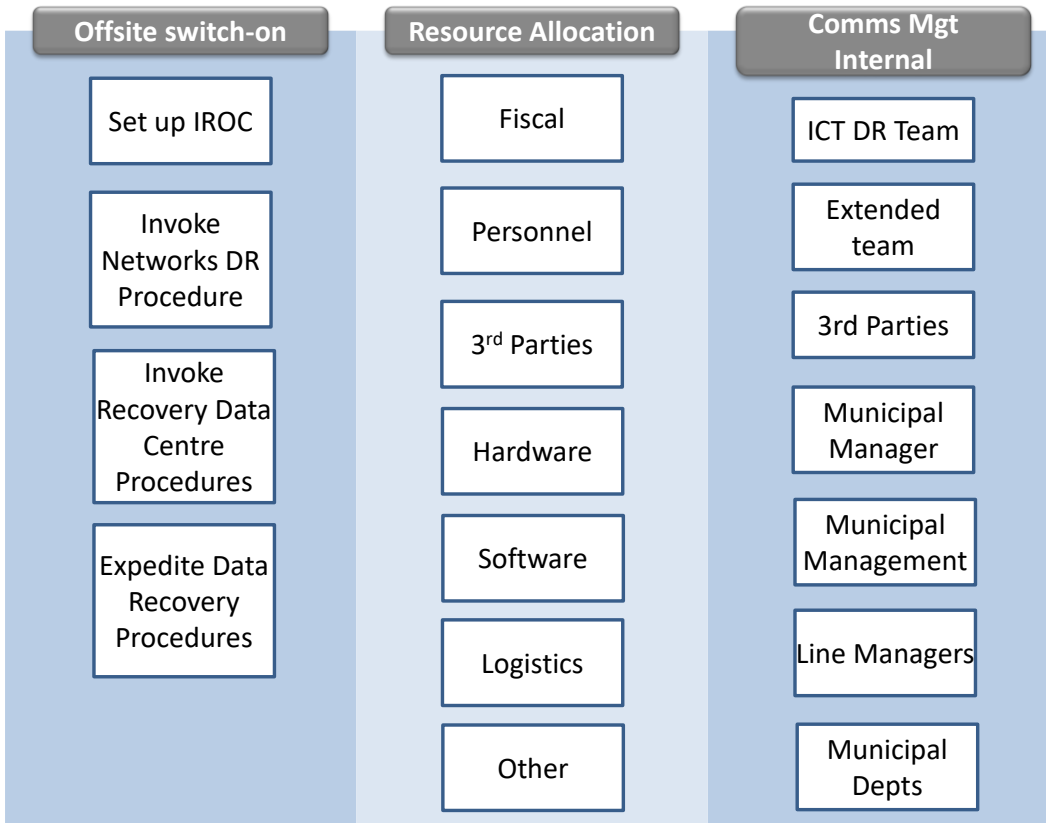 Offsite switch-on
Set up IROC
Invoke
Networks DR
Procedure
Invoke
Recovery Data
Centre
Procedures
Expedite Data
Recovery
Procedures
Resource Allocation
Fiscal
Personnel
3rd Parties
Hardware
Software
Logistics
Other
Comms Mgt
Internal
ICT DR Team
Extended
team
3rd Parties
Municipal
Manager
Municipal
Management
Line Managers
Municipal
Depts